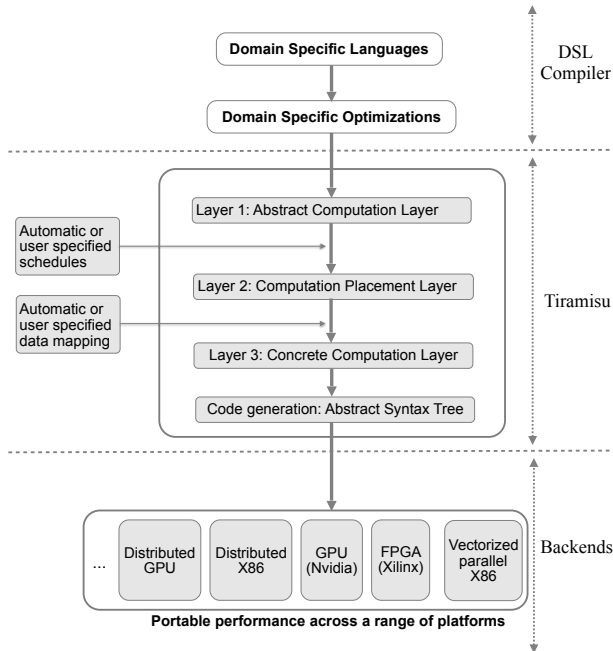 Domain Specific Languages
DSL
Compiler
Domain Specific Optimizations
Layer 1: Abstract Computation Layer
Automatic or
user specified
schedules
Layer 2: Computation Placement Layer
Tiramisu
Automatic or
user specified
data mapping
Layer 3: Concrete Computation Layer
Code generation: Abstract Syntax Tree
...
Distributed
GPU
Distributed
X86
GPU
(Nvidia)
FPGA
(Xilinx)
Vectorized
parallel
X86
Backends
Portable performance across a range of platforms